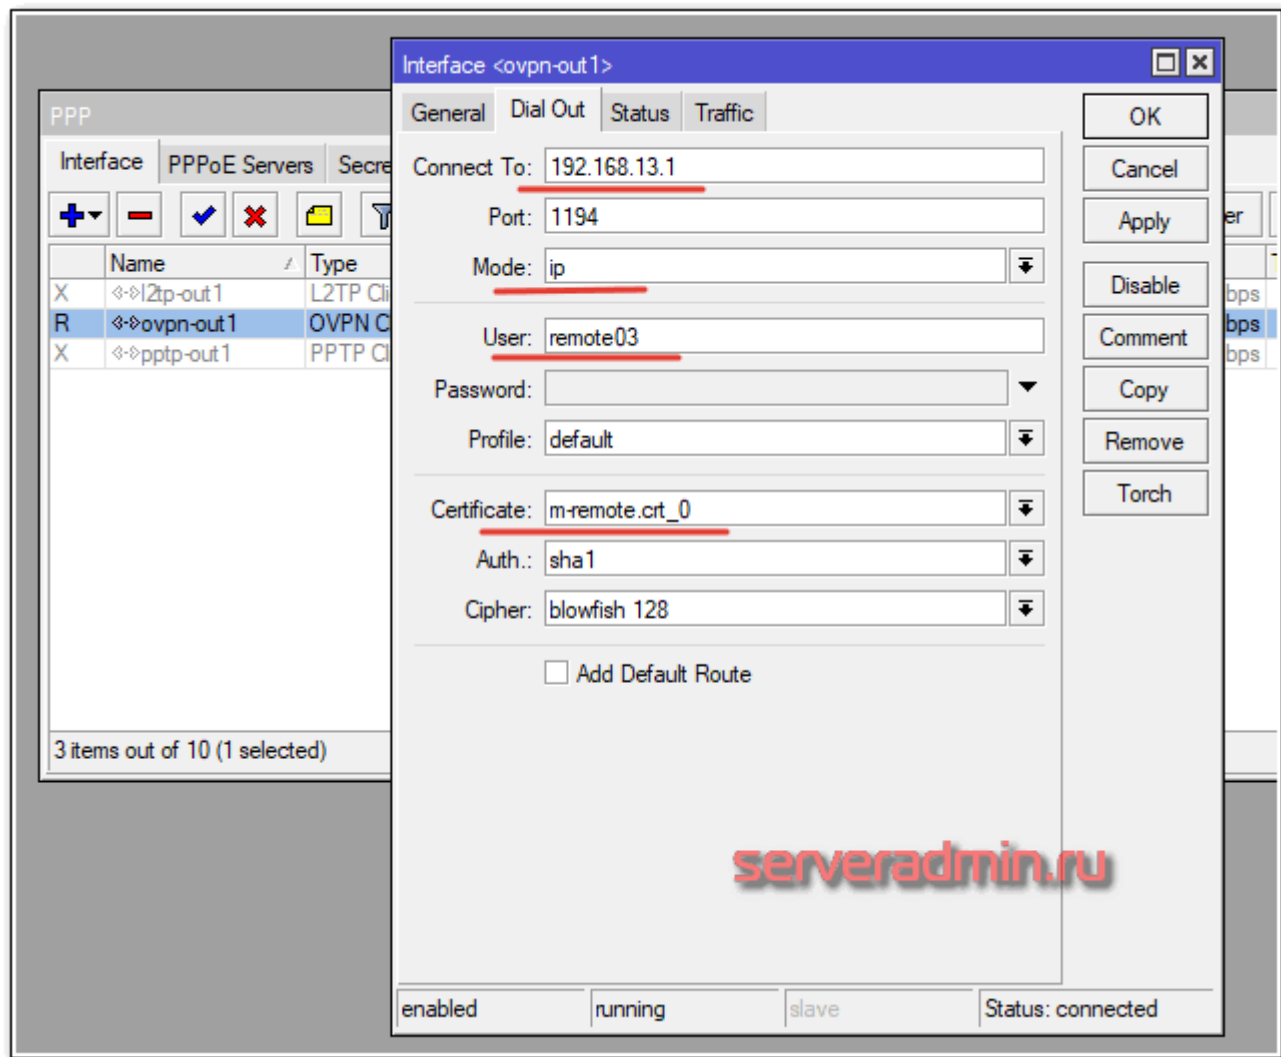 Interface <ovpn-out1>
PPP
General Dial Out Status Traffic
OK
Interface PPPoE Servers Secre
Connect To: 192.168.13.1
Cancel
Port: 1194
Apply
er
Name Type
Mode: ip
X l2tp-out1 L2TP Cli
Disable
bps
R ovpn-out1 OVPN C
User: remote03
Comment
bps
X pptp-out1 PPTP Cl
bps
Password:
Copy
Profile: default
Remove
Certificate: m-remote.crt_0
Torch
Auth.: sha1
Cipher: blowfish 128
Add Default Route
3 items out of 10 (1 selected)
serveradmin.ru
enabled running slave Status: connected